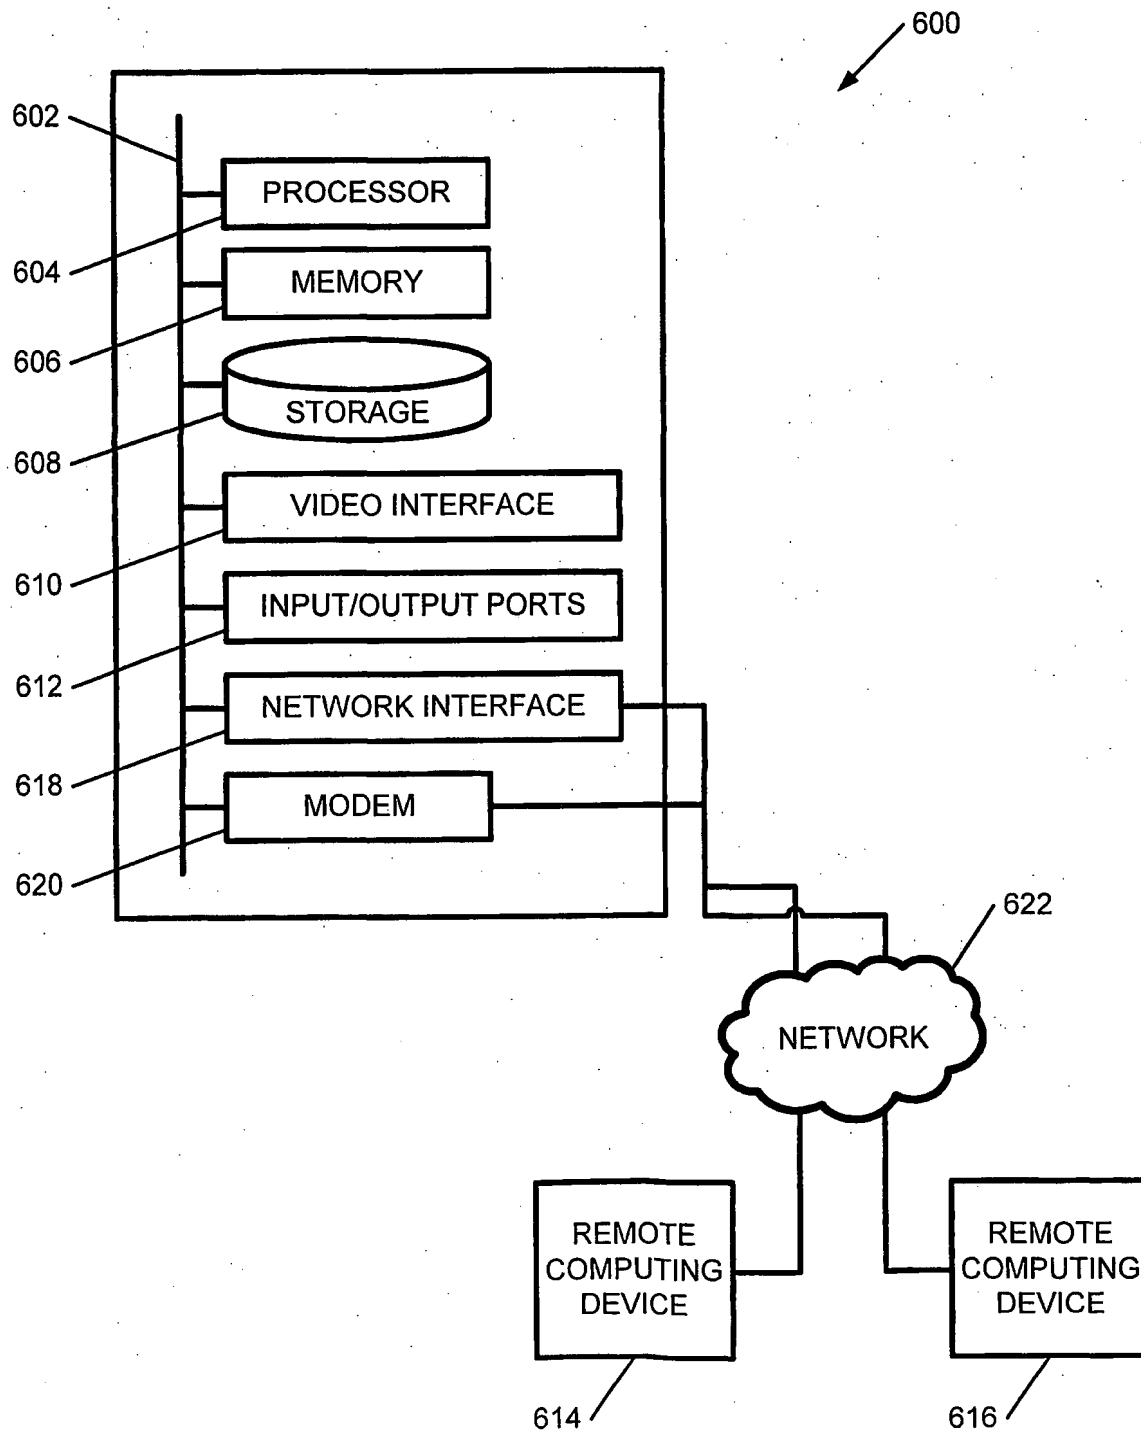 600
602
PROCESSOR
604
MEMORY
606
STORAGE
608
VIDEO INTERFACE
610
INPUT/OUTPUT PORTS
612
NETWORK INTERFACE
618
MODEM
620
622
NETWORK
REMOTE
COMPUTING
DEVICE
614
REMOTE
COMPUTING
DEVICE
616